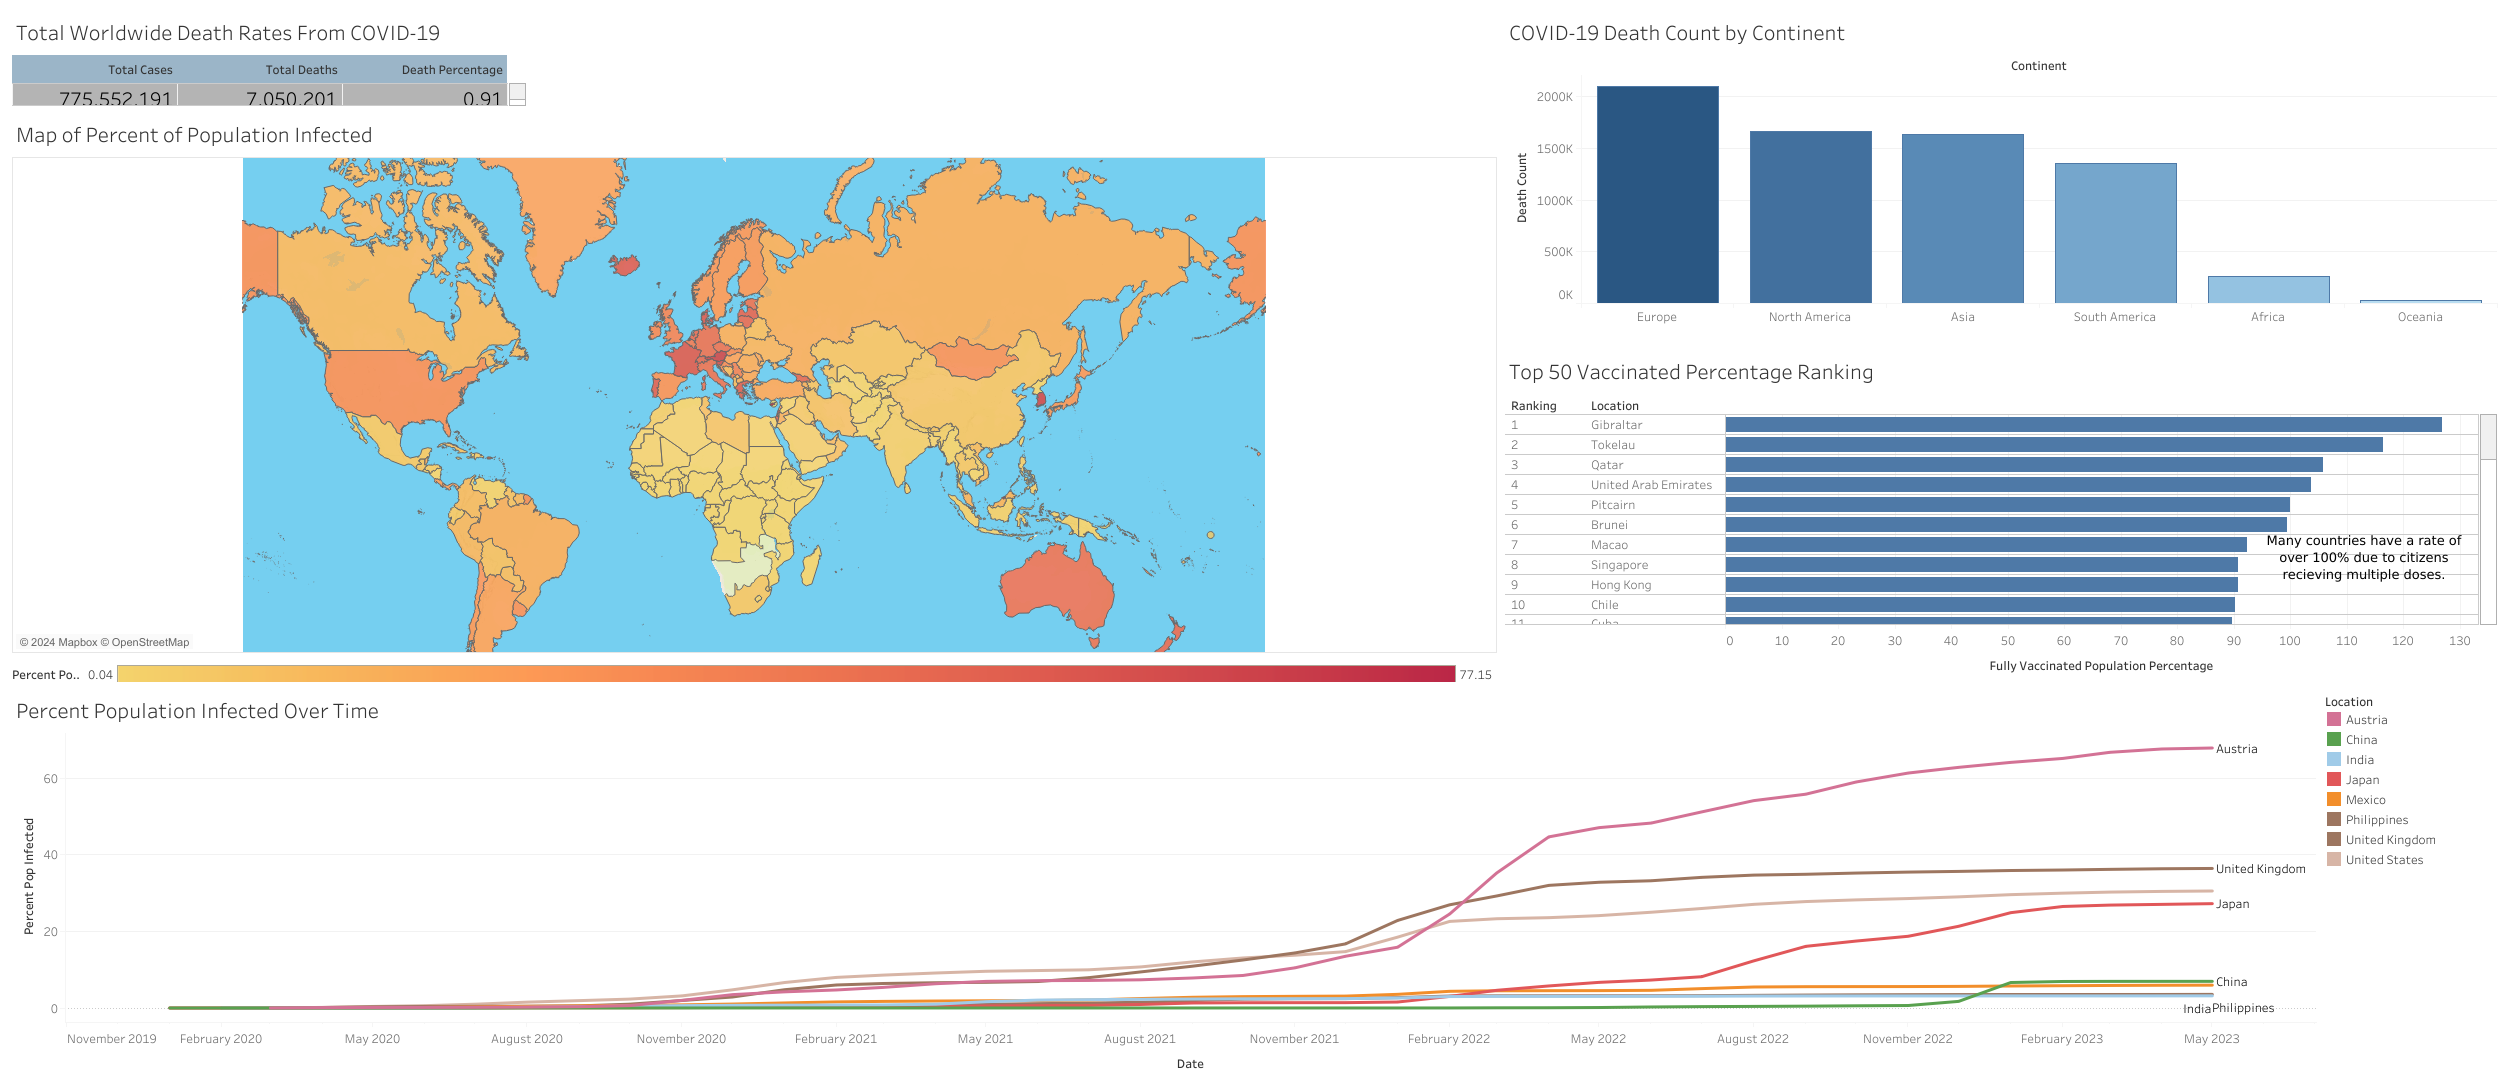 Total Worldwide Death Rates From COVID-19
Total Cases Total Deaths Death Percentage
775,552,191 7,050,201 0.91
Map of Percent of Population Infected
© 2024 Mapbox © OpenStreetMap
Percent Po.. 0.04 77.15
COVID-19 Death Count by Continent
Continent
Death Count
2000K
1500K
1000K
500K
0K
Europe North America Asia South America Africa Oceania
Top 50 Vaccinated Percentage Ranking
Ranking Location
1 Gibraltar
2 Tokelau
3 Qatar
4 United Arab Emirates
5 Pitcairn
6 Brunei
7 Macao
8 Singapore
9 Hong Kong
10 Chile
11 Cuba
Many countries have a rate of
over 100% due to citizens
recieving multiple doses.
0 10 20 30 40 50 60 70 80 90 100 110 120 130
Fully Vaccinated Population Percentage
Percent Population Infected Over Time
Percent Pop Infected
60
40
20
0
Austria
United Kingdom
Japan
China
India Philippines
November 2019 February 2020 May 2020 August 2020 November 2020 February 2021 May 2021 August 2021 November 2021 February 2022 May 2022 August 2022 November 2022 February 2023 May 2023
Date
Location
Austria
China
India
Japan
Mexico
Philippines
United Kingdom
United States